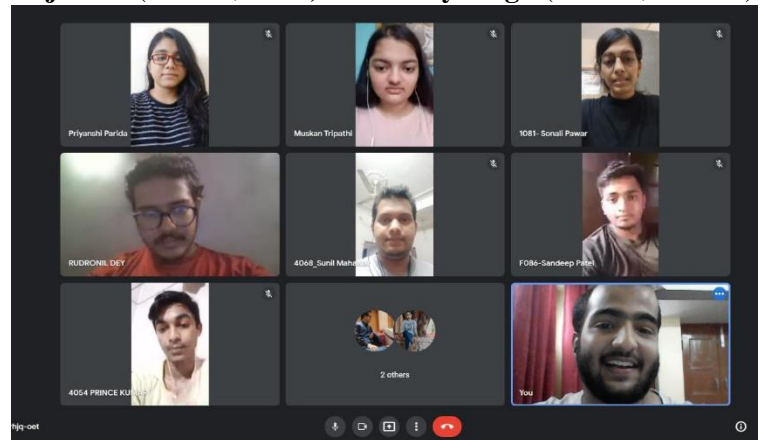 Priyanshi Parida
Muskan Tripathi
1081- Sonali Pawar
RUDRONIL DEY
4068_Sunil
F086-Sandeep Patel
4054 PRINCE
2 others
You
hjq-oet